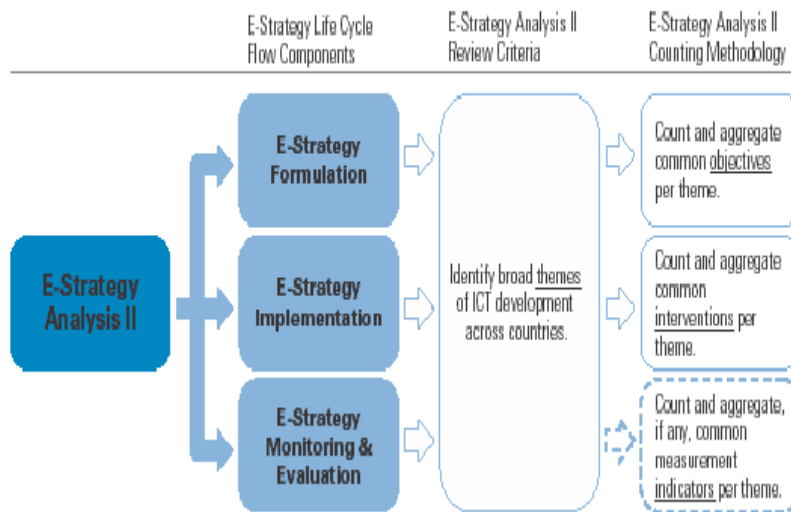 E-Strategy Life Cycle
Flow Components
E-Strategy Analysis II
Review Criteria
E-Strategy Analysis II
Counting Methodology
E-Strategy
Analysis II
E-Strategy
Formulation
E-Strategy
Implementation
E-Strategy
Monitoring &
Evaluation
Identify broad themes
of ICT development
across countries.
Count and aggregate
common objectives
per theme.
Count and aggregate
common
interventions per
theme.
Count and aggregate,
if any, common
measurement
indicators per theme.